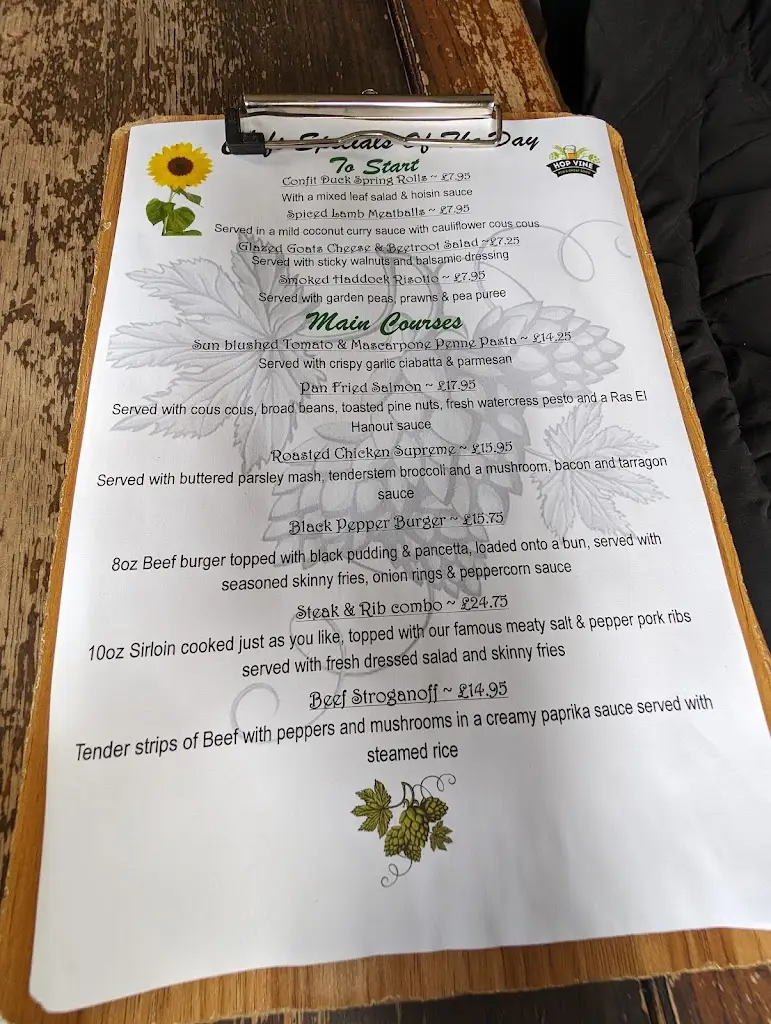 Specials Of The Day
HOP VINE
To Start
Confit Duck Spring Rolls ~ £7.95
With a mixed leaf salad & hoisin sauce
Spiced Lamb Meatballs ~ £7.95
Served in a mild coconut curry sauce with cauliflower cous cous
Glazed Goats Cheese & Beetroot Salad ~£7.25
Served with sticky walnuts and balsamic dressing
Smoked Haddock Risotto ~ £7.95
Served with garden peas, prawns & pea puree
Main Courses
Sun blushed Tomato & Mascarpone Penne Pasta ~ £14.25
Served with crispy garlic ciabatta & parmesan
Pan Fried Salmon ~ £17.95
Served with cous cous, broad beans, toasted pine nuts, fresh watercress pesto and a Ras El
Hanout sauce
Roasted Chicken Supreme ~ £15.95
Served with buttered parsley mash, tenderstem broccoli and a mushroom, bacon and tarragon
sauce
Black Pepper Burger ~ £15.75
8oz Beef burger topped with black pudding & pancetta, loaded onto a bun, served with
seasoned skinny fries, onion rings & peppercorn sauce
Steak & Rib combo ~ £24.75
10oz Sirloin cooked just as you like, topped with our famous meaty salt & pepper pork ribs
served with fresh dressed salad and skinny fries
Beef Stroganoff ~ £14.95
Tender strips of Beef with peppers and mushrooms in a creamy paprika sauce served with
steamed rice